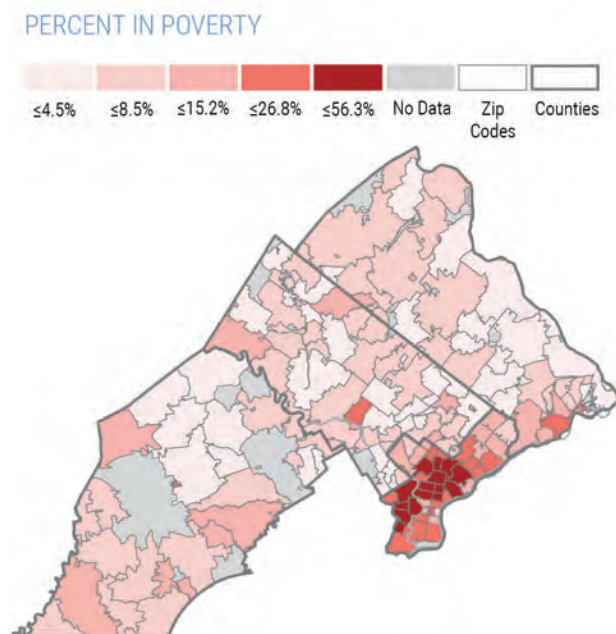 PERCENT IN POVERTY
≤4.5% ≤8.5% ≤15.2% ≤26.8% ≤56.3% No Data Zip Codes Counties